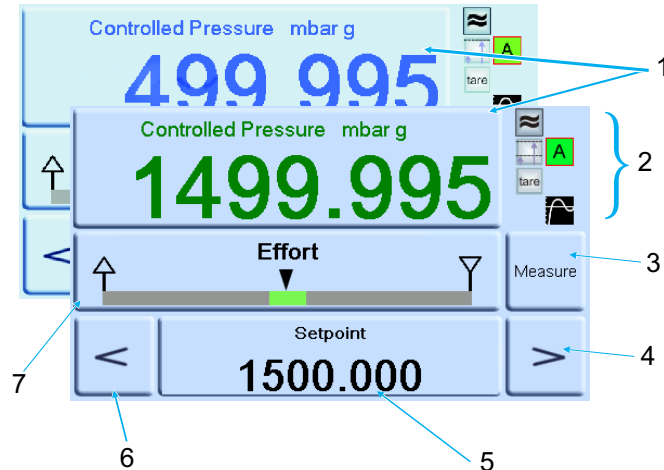 Controlled Pressure mbar g
499 995
A
tare
1
Controlled Pressure mbar g
1499.995
A
tare
2
Effort
Measure
3
<
<
Setpoint
1500.000
>
4
7
6
5